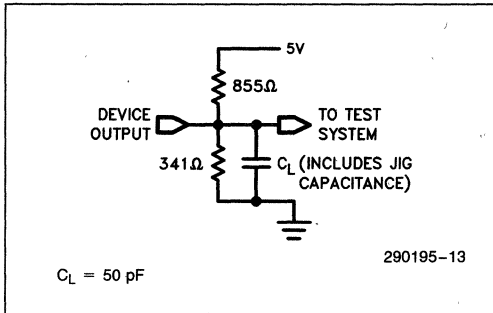 5V
855Ω
DEVICE
OUTPUT
TO TEST
SYSTEM
341Ω
C_L (INCLUDES JIG
CAPACITANCE)
290195–13
C_L = 50 pF